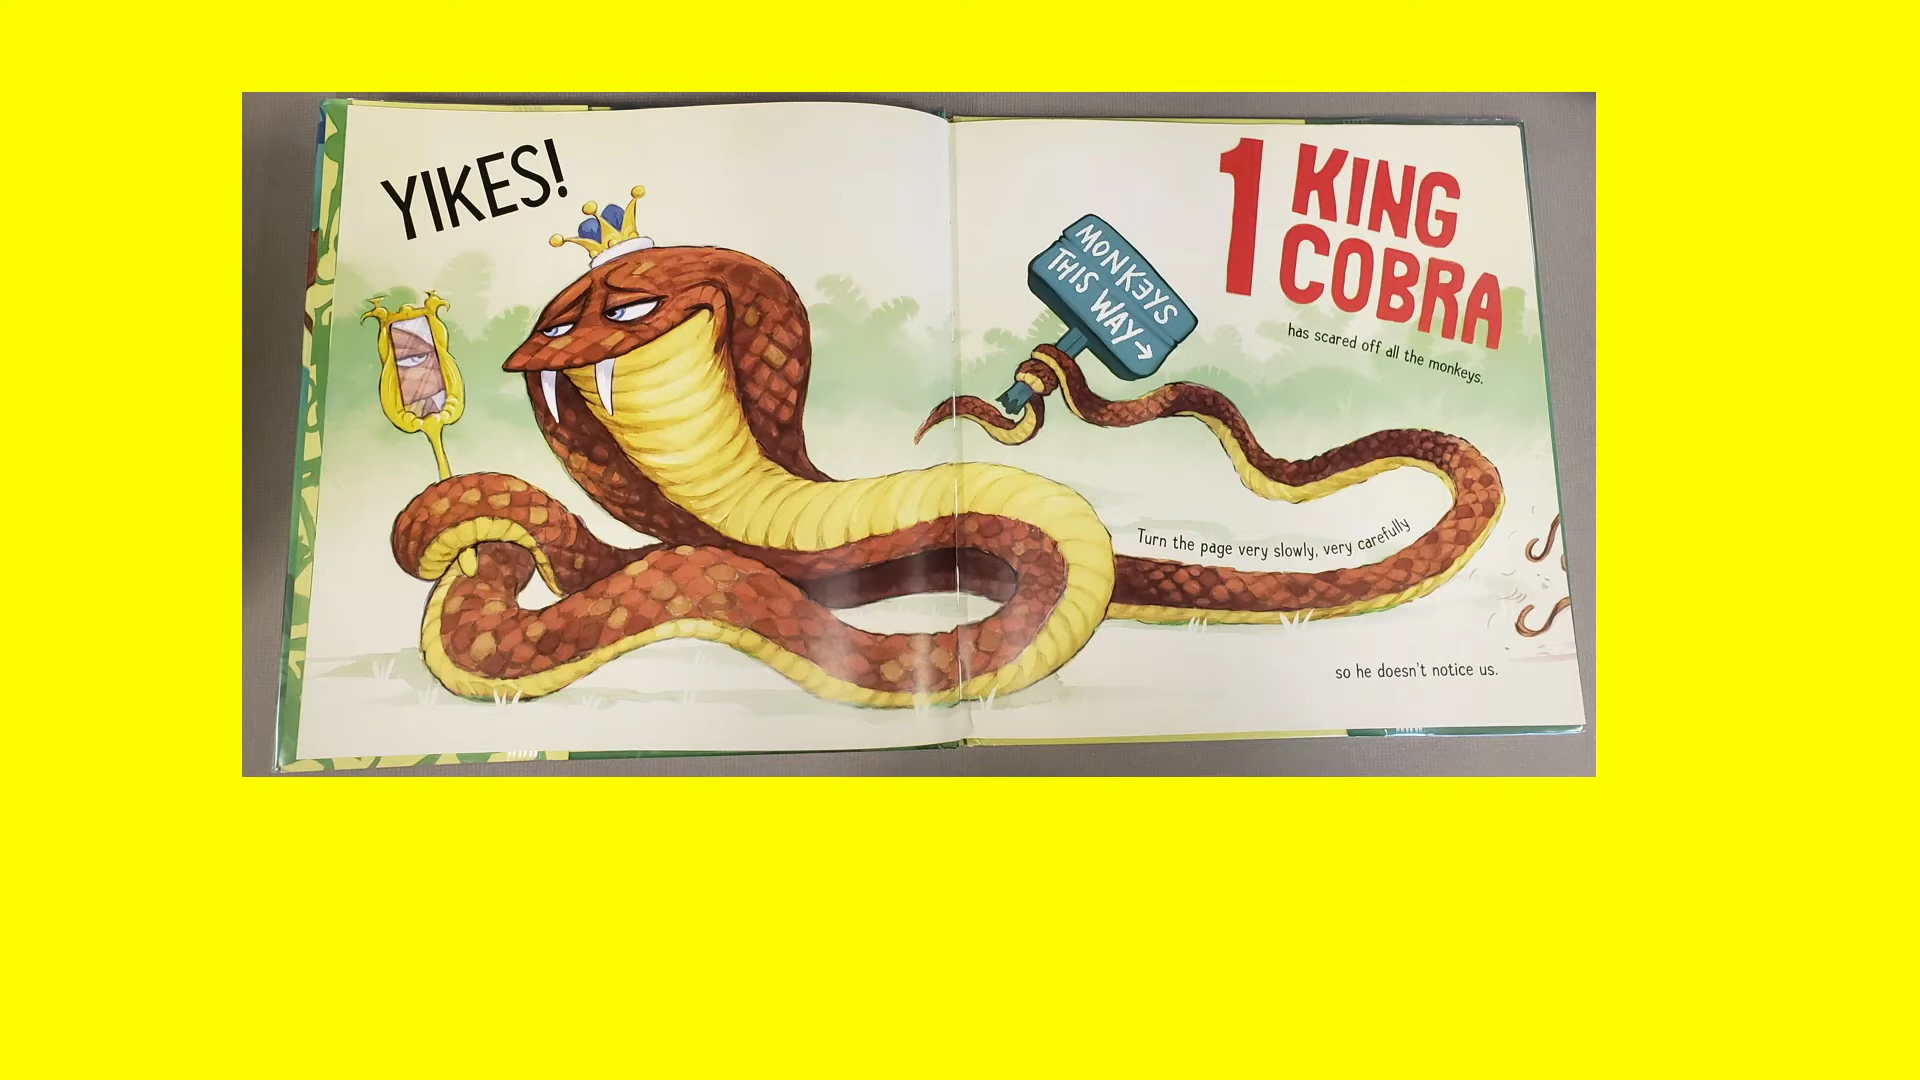 YIKES!
1 KING
COBRA
has scared off all the monkeys.
MONKEYS
THIS WAY →
Turn the page very slowly, very carefully
so he doesn't notice us.